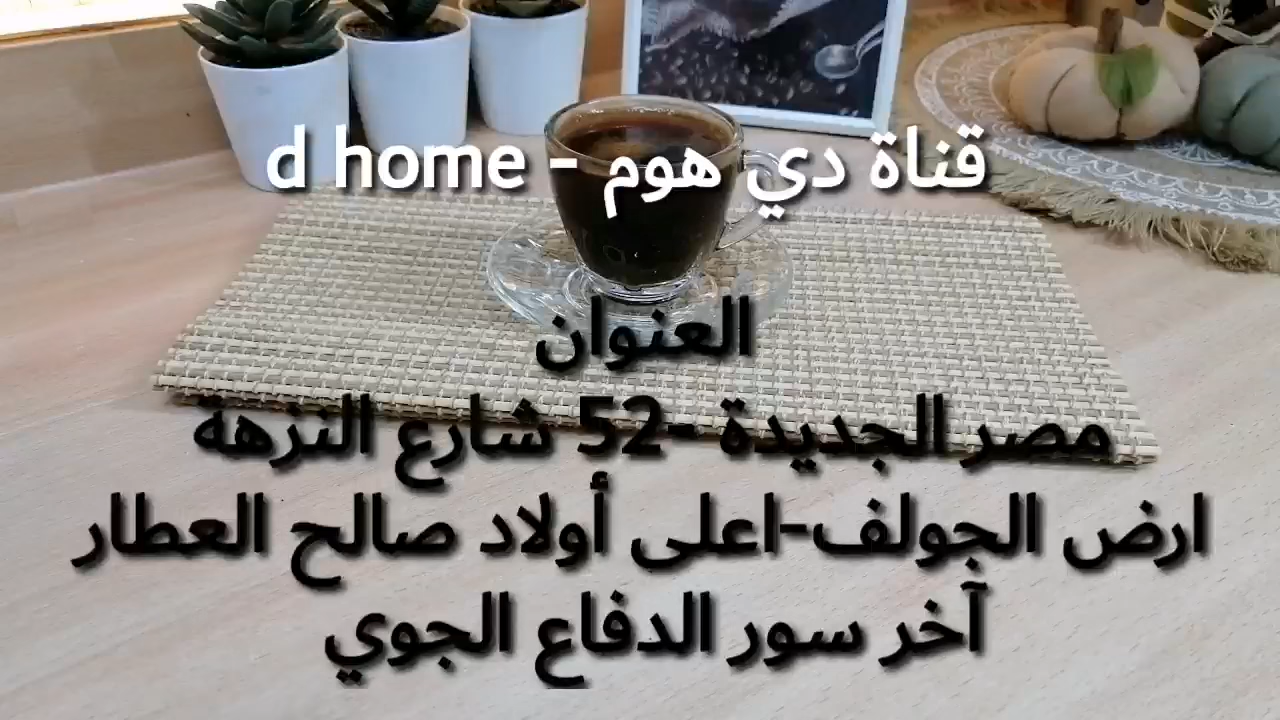 قناة دي هوم - d home
العنوان
مصر الجديدة -52 شارع النزهة
ارض الجولف-اعلى أولاد صالح العطار
آخر سور الدفاع الجوي